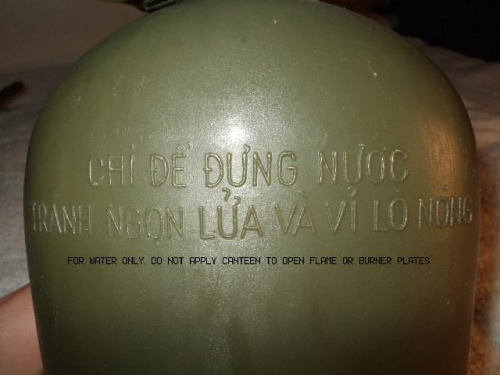 CHỈ ĐỂ ĐỰNG NƯỚC
TRANH NGỌN LỬA VÀ VỈ LO NÓNG
FOR WATER ONLY. DO NOT APPLY CANTEEN TO OPEN FLAME OR BURNER PLATES